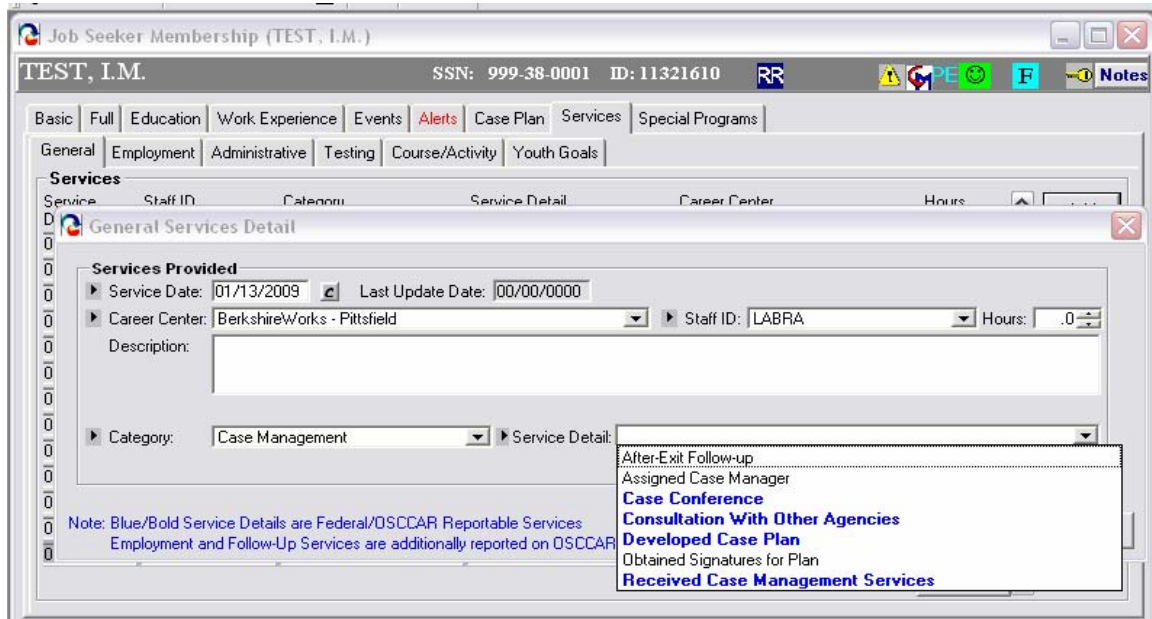 Job Seeker Membership (TEST, I.M.)
TEST, I.M. SSN: 999-38-0001 ID: 11321610 RR PE F Notes
Basic Full Education Work Experience Events Alerts Case Plan Services Special Programs
General Employment Administrative Testing Course/Activity Youth Goals
Services
Service Staff ID Category Service Detail Career Center Hours
General Services Detail
Services Provided
Service Date: 01/13/2009 c Last Update Date: 00/00/0000
Career Center: BerkshireWorks - Pittsfield Staff ID: LABRA Hours: .0
Description:
Category: Case Management Service Detail:
After-Exit Follow-up
Assigned Case Manager
Case Conference
Consultation With Other Agencies
Developed Case Plan
Obtained Signatures for Plan
Received Case Management Services
Note: Blue/Bold Service Details are Federal/OSCCAR Reportable Services
Employment and Follow-Up Services are additionally reported on OSCCAR